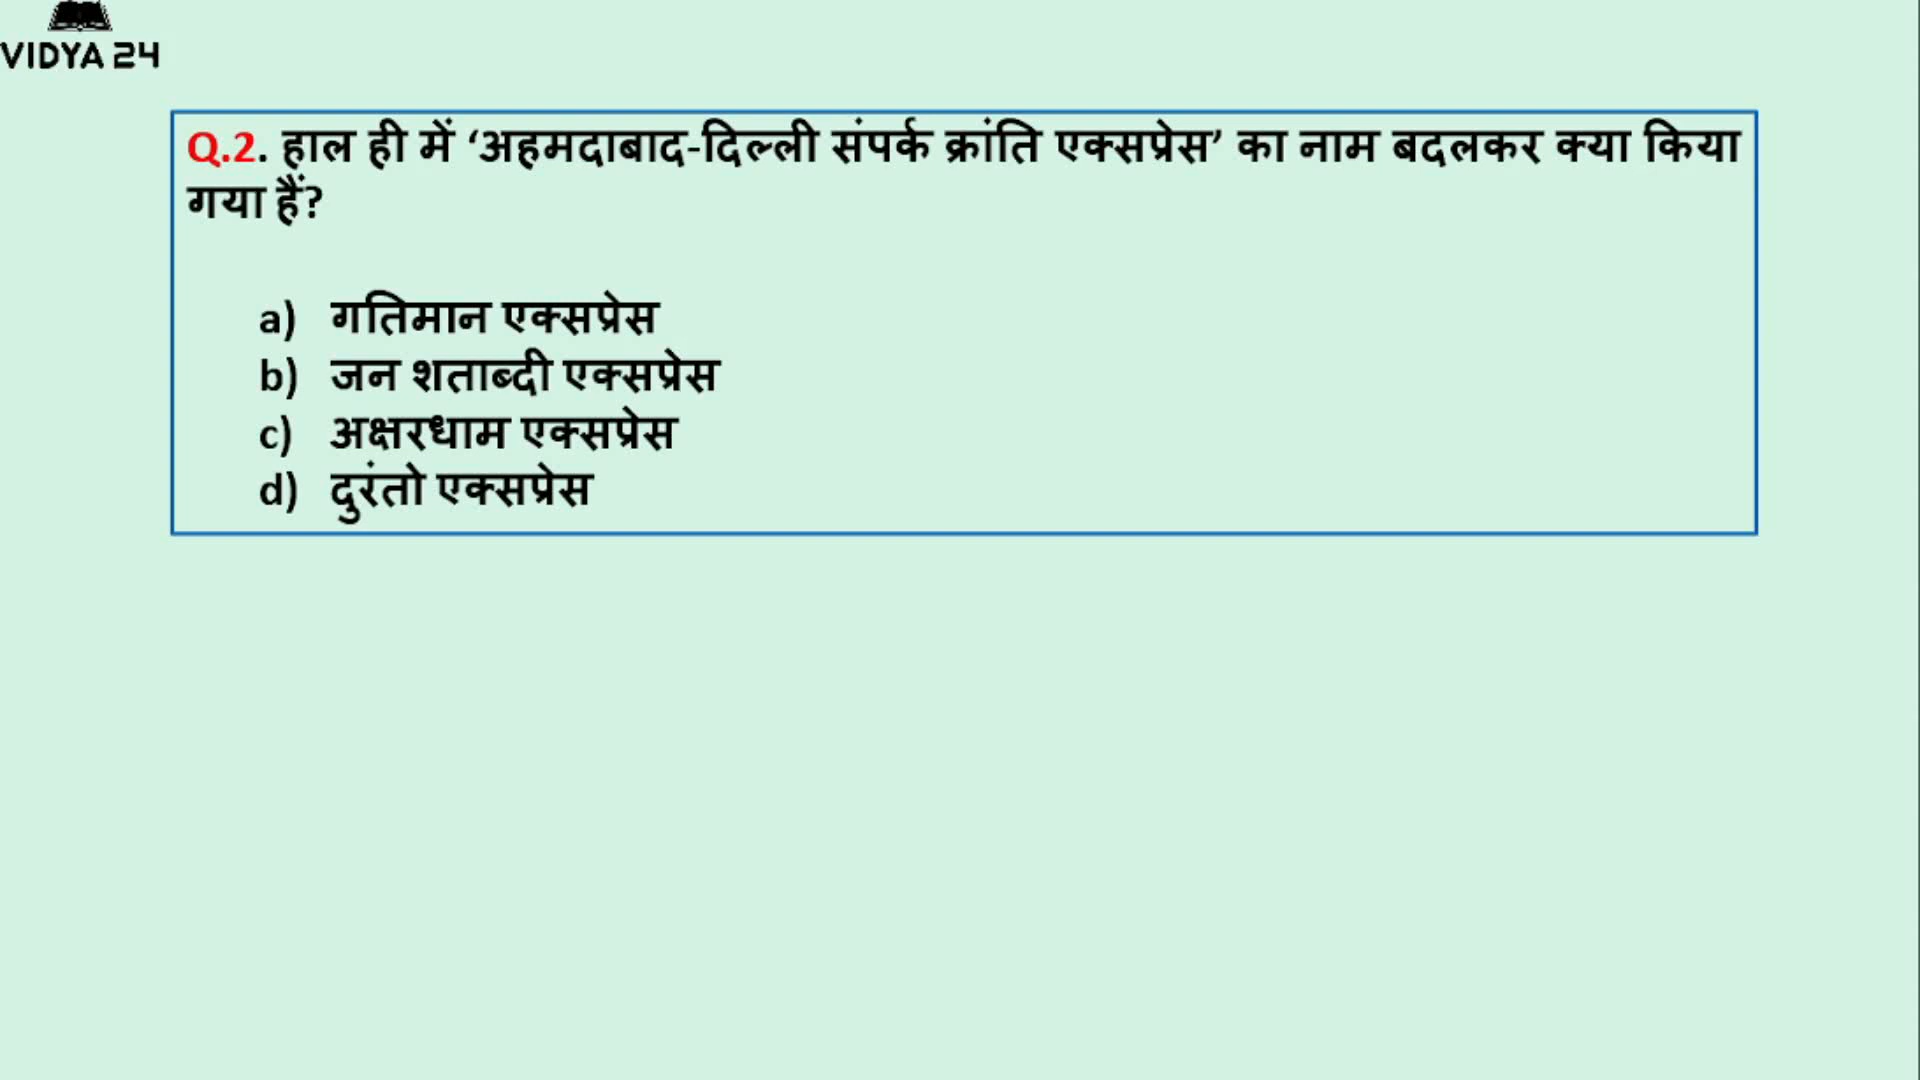 VIDYA 24
Q.2. हाल ही में ‘अहमदाबाद-दिल्ली संपर्क क्रांति एक्सप्रेस’ का नाम बदलकर क्या किया
गया हैं?
a) गतिमान एक्सप्रेस
b) जन शताब्दी एक्सप्रेस
c) अक्षरधाम एक्सप्रेस
d) दुरंतो एक्सप्रेस